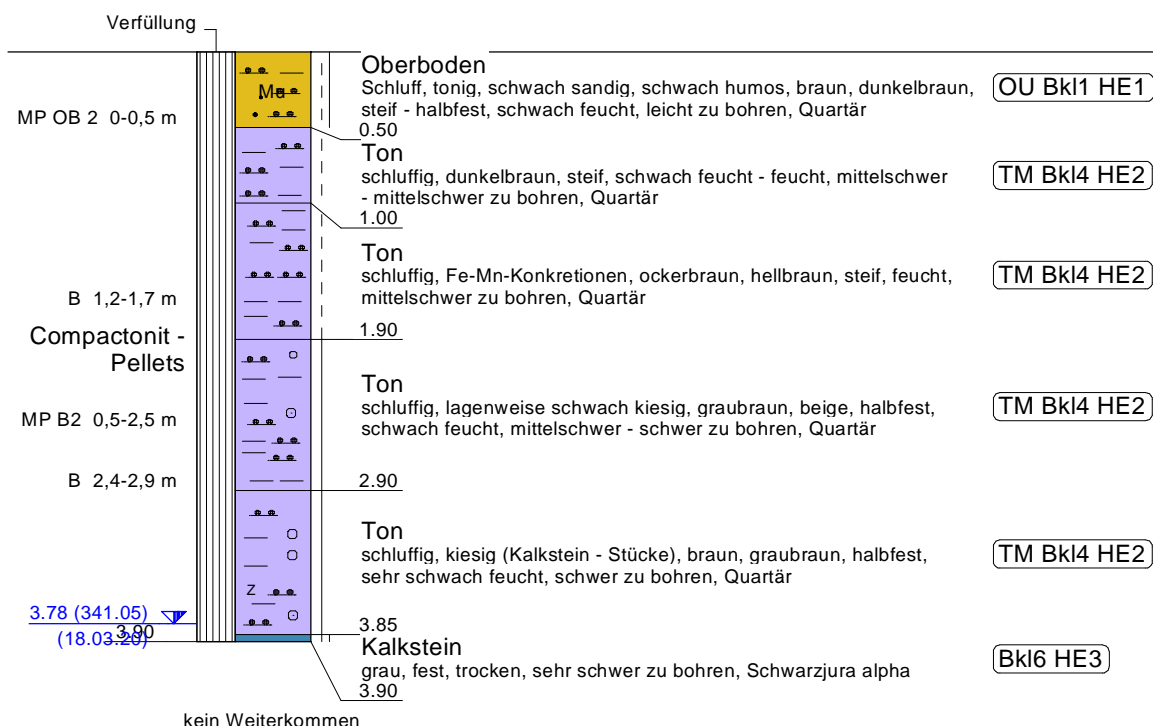 Verfüllung
Oberboden
Schluff, tonig, schwach sandig, schwach humos, braun, dunkelbraun,
steif - halbfest, schwach feucht, leicht zu bohren, Quartär
OU Bkl1 HE1
Mu
MP OB 2 0-0,5 m
0.50
Ton
schluffig, dunkelbraun, steif, schwach feucht - feucht, mittelschwer
- mittelschwer zu bohren, Quartär
TM Bkl4 HE2
1.00
Ton
schluffig, Fe-Mn-Konkretionen, ockerbraun, hellbraun, steif, feucht,
mittelschwer zu bohren, Quartär
TM Bkl4 HE2
B 1,2-1,7 m
1.90
Compactonit -
Pellets
Ton
schluffig, lagenweise schwach kiesig, graubraun, beige, halbfest,
schwach feucht, mittelschwer - schwer zu bohren, Quartär
TM Bkl4 HE2
MP B2 0,5-2,5 m
B 2,4-2,9 m
2.90
Ton
schluffig, kiesig (Kalkstein - Stücke), braun, graubraun, halbfest,
sehr schwach feucht, schwer zu bohren, Quartär
TM Bkl4 HE2
Z
3.78 (341.05)
(18.03.20)
3.90
3.85
Kalkstein
grau, fest, trocken, sehr schwer zu bohren, Schwarzjura alpha
Bkl6 HE3
3.90
kein Weiterkommen